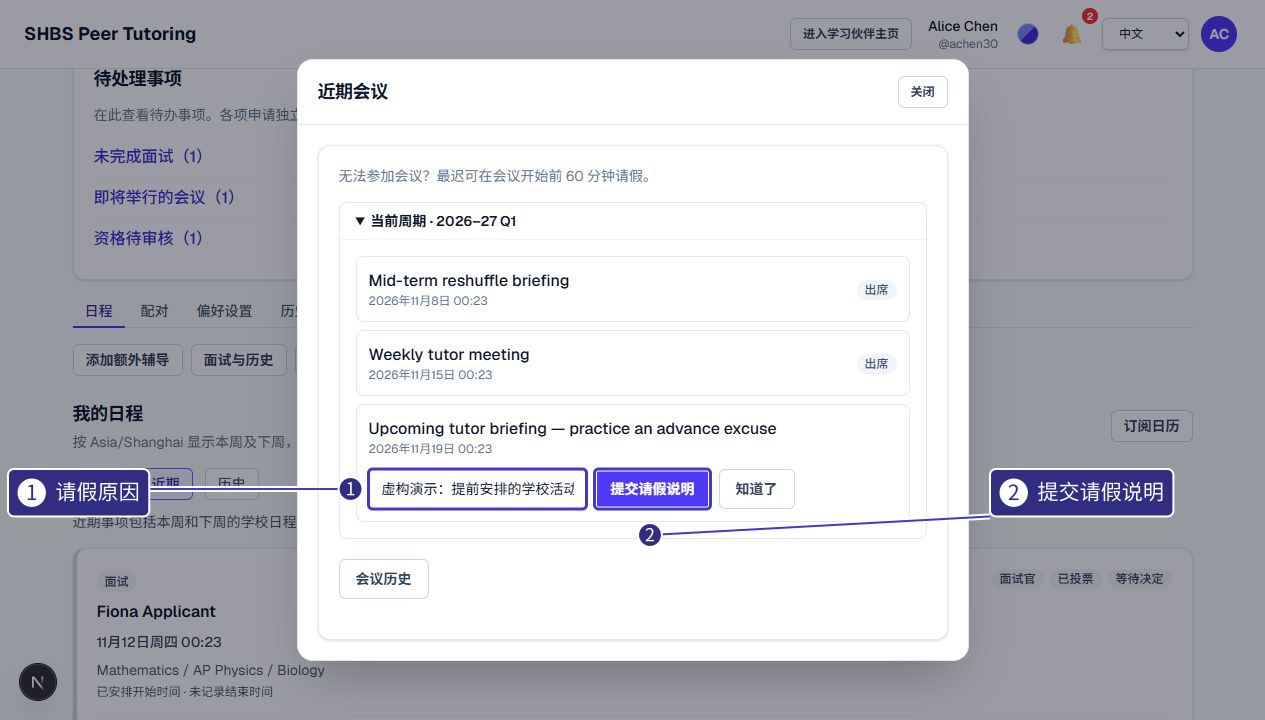 SHBS Peer Tutoring
进入学习伙伴主页
Alice Chen
@achen30
2
中文
AC
待处理事项
在此查看待办事项。各项申请独立
未完成面试（1）
即将举行的会议（1）
资格待审核（1）
日程
配对
偏好设置
添加额外辅导
面试与历史
我的日程
按 Asia/Shanghai 显示本周及下周，
订阅日历
近期
历史
近期事项包括本周和下周的学校日程
面试
面试官
已投票
等待决定
Fiona Applicant
11月12日周四 00:23
Mathematics / AP Physics / Biology
已安排开始时间 · 未记录结束时间
N
近期会议
关闭
无法参加会议？最迟可在会议开始前 60 分钟请假。
▼ 当前周期 · 2026–27 Q1
Mid-term reshuffle briefing
2026年11月8日 00:23
出席
Weekly tutor meeting
2026年11月15日 00:23
出席
Upcoming tutor briefing — practice an advance excuse
2026年11月19日 00:23
虚构演示：提前安排的学校活动
提交请假说明
知道了
会议历史
1 请假原因
1
2 提交请假说明
2